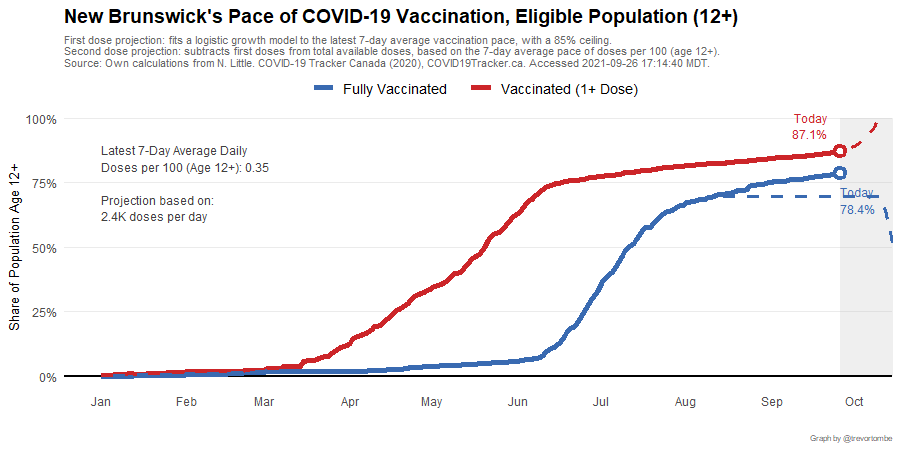 New Brunswick's Pace of COVID-19 Vaccination, Eligible Population (12+)
First dose projection: fits a logistic growth model to the latest 7-day average vaccination pace, with a 85% ceiling.
Second dose projection: subtracts first doses from total available doses, based on the 7-day average pace of doses per 100 (age 12+).
Source: Own calculations from N. Little. COVID-19 Tracker Canada (2020), COVID19Tracker.ca. Accessed 2021-09-26 17:14:40 MDT.
Fully Vaccinated
Vaccinated (1+ Dose)
Share of Population Age 12+
100%
75%
50%
25%
0%
Latest 7-Day Average Daily
Doses per 100 (Age 12+): 0.35
Projection based on:
2.4K doses per day
Today
87.1%
Today
78.4%
Jan
Feb
Mar
Apr
May
Jun
Jul
Aug
Sep
Oct
Graph by @trevortombe